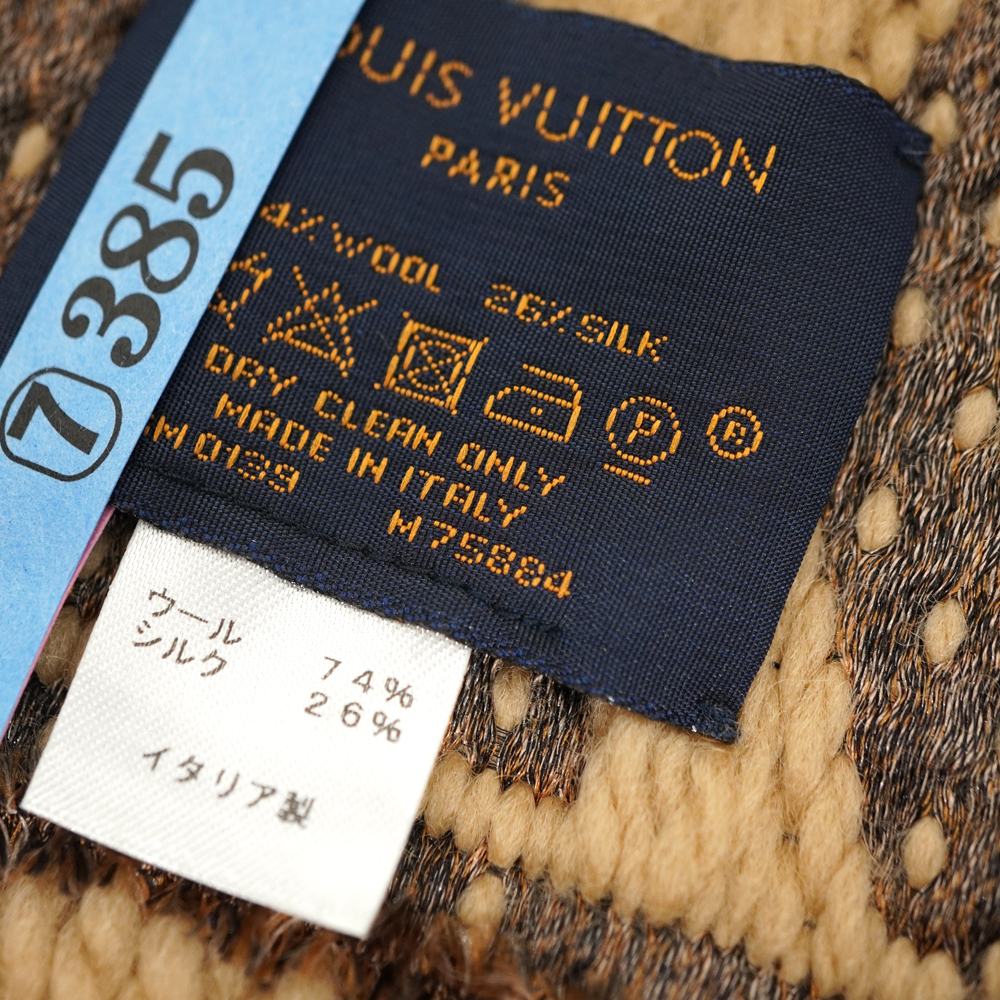 ⑦385
OUIS VUITTON
PARIS
4% WOOL 26% SILK
P
DRY CLEAN ONLY
MADE IN ITALY
M 0139
M75884
ウール 74%
シルク 26%
イタリア製